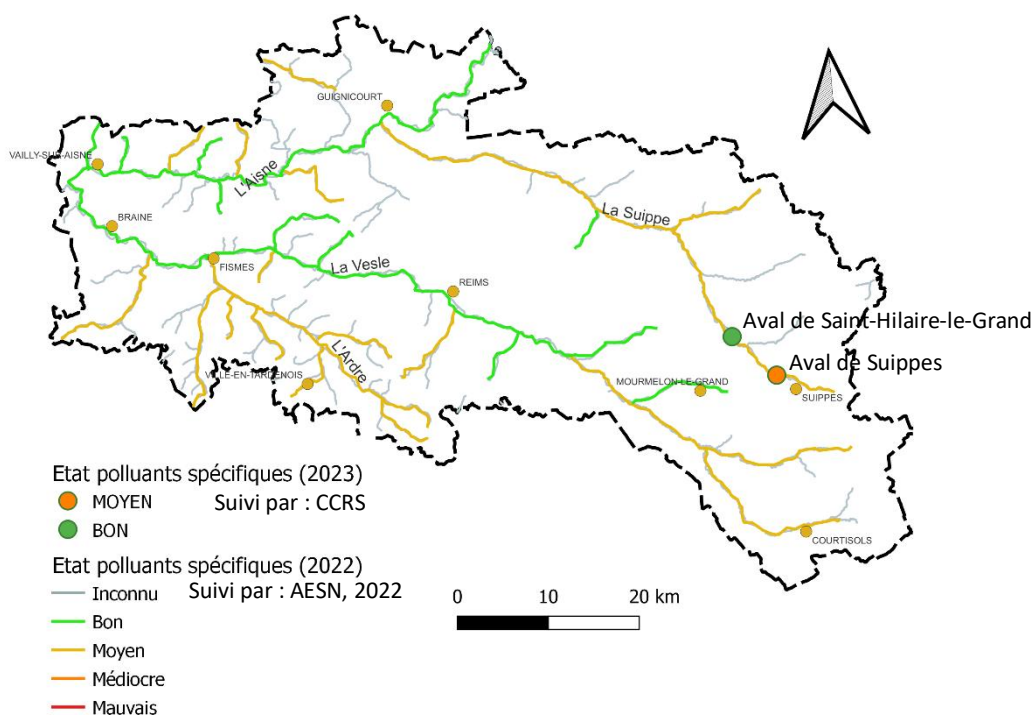 GUIGNICOURT
VAILLY-SUR-AISNE
L'Aisne
BRAINE
La Suippe
FISMES
La Vesle
REIMS
Aval de Saint-Hilaire-le-Grand
L'Ardre
Aval de Suippes
VILLE-EN-TARDENOIS
MOURMELON-LE-GRAND
SUIPPES
COURTISOLS
Etat polluants spécifiques (2023)
MOYEN
Suivi par : CCRS
BON
Etat polluants spécifiques (2022)
Suivi par : AESN, 2022
Inconnu
Bon
Moyen
Médiocre
Mauvais
0 10 20 km